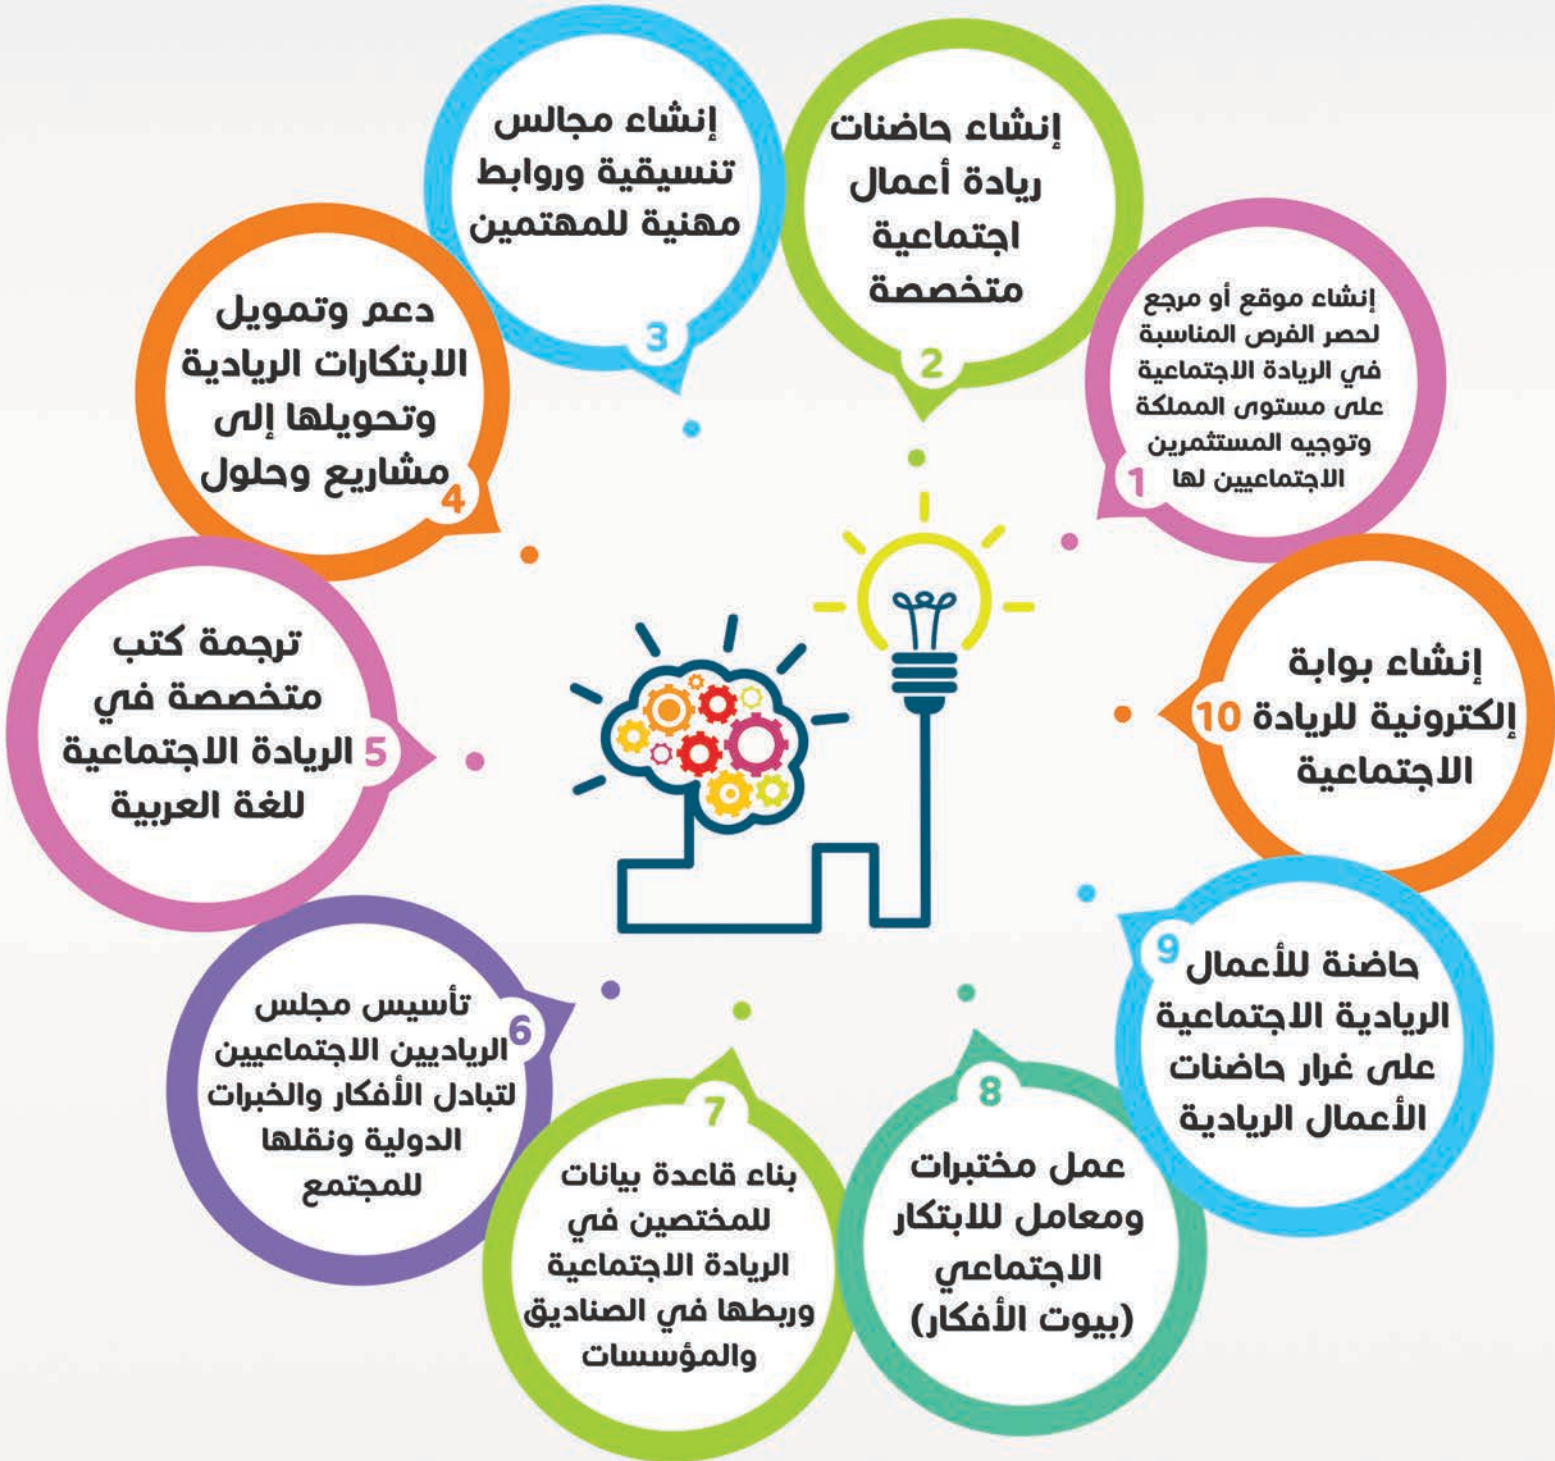 إنشاء موقع أو مرجع
لحصر الفرص المناسبة
في الريادة الاجتماعية
على مستوى المملكة
وتوجيه المستثمرين
الاجتماعيين لها
1
إنشاء حاضنات
ريادة أعمال
اجتماعية
متخصصة
2
إنشاء مجالس
تنسيقية وروابط
مهنية للمهتمين
3
دعم وتمويل
الابتكارات الريادية
وتحويلها إلى
مشاريع وحلول
4
ترجمة كتب
متخصصة في
الريادة الاجتماعية
للغة العربية
5
تأسيس مجلس
الرياديين الاجتماعيين
لتبادل الأفكار والخبرات
الدولية ونقلها
للمجتمع
6
7
بناء قاعدة بيانات
للمختصين في
الريادة الاجتماعية
وربطها في الصناديق
والمؤسسات
8
عمل مختبرات
ومعامل للابتكار
الاجتماعي
(بيوت الأفكار)
9
حاضنة للأعمال
الريادية الاجتماعية
على غرار حاضنات
الأعمال الريادية
10
إنشاء بوابة
إلكترونية للريادة
الاجتماعية